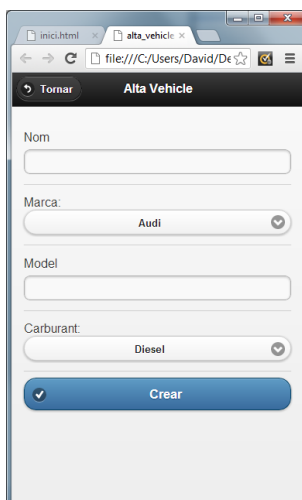 inici.html
alta_vehicle
file:///C:/Users/David/De
Tornar
Alta Vehicle
Nom
Marca:
Audi
Model
Carburant:
Diesel
Crear